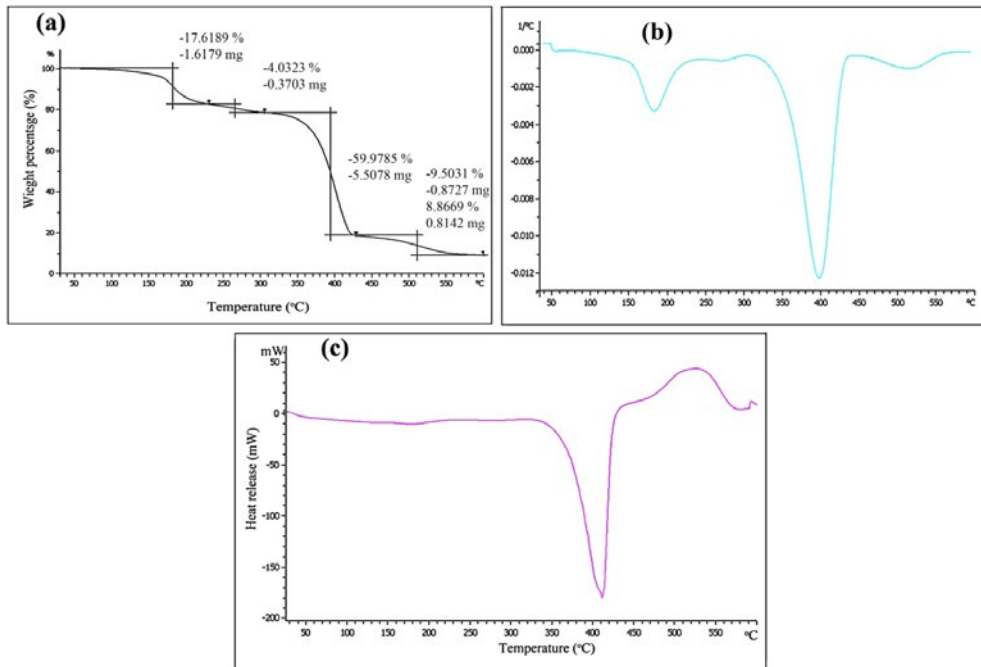 (a)
%
-17.6189 %
-1.6179 mg
-4.0323 %
-0.3703 mg
-59.9785 %
-5.5078 mg
-9.5031 %
-0.8727 mg
8.8669 %
0.8142 mg
100
80
60
40
20
0
Wieght percentsge (%)
50 100 150 200 250 300 350 400 450 500 550 °C
Temperature (°C)
(b)
1/°C
0.000
-0.002
-0.004
-0.006
-0.008
-0.010
-0.012
50 100 150 200 250 300 350 400 450 500 550 °C
Temperature (°C)
(c)
mW
50
0
-50
-100
-150
-200
Heat release (mW)
50 100 150 200 250 300 350 400 450 500 550 °C
Temperature (°C)